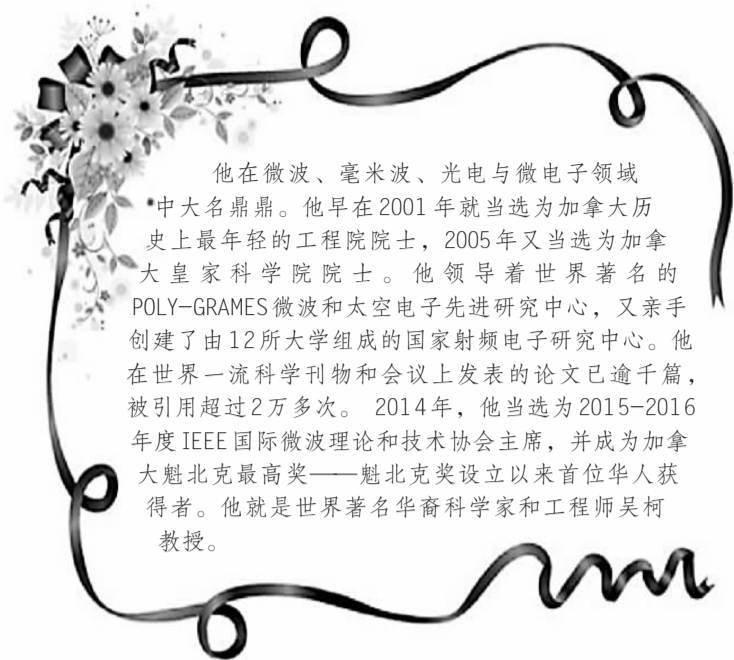 他在微波、毫米波、光电与微电子领域
中大名鼎鼎。他早在2001年就当选为加拿大历
史上最年轻的工程院院士，2005年又当选为加拿
大皇家科学院院士。他领导着世界著名的
POLY-GRAMES微波和太空电子先进研究中心，又亲手
创建了由12所大学组成的国家射频电子研究中心。他
在世界一流科学刊物和会议上发表的论文已逾千篇，
被引用超过2万多次。 2014年，他当选为2015-2016
年度IEEE国际微波理论和技术协会主席，并成为加拿
大魁北克最高奖——魁北克奖设立以来首位华人获
得者。他就是世界著名华裔科学家和工程师吴柯
教授。